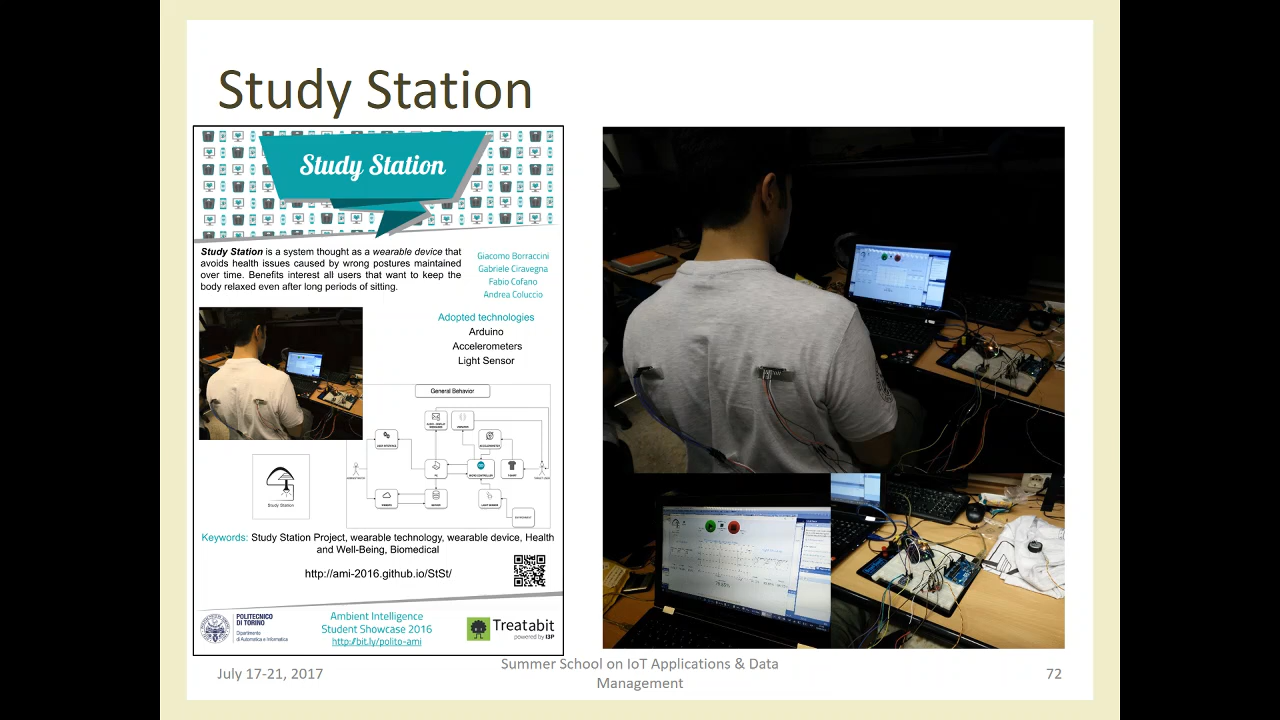 Study Station
Study Station
Study Station is a system thought as a wearable device that
avoids health issues caused by wrong postures maintained
over time. Benefits interest all users that want to keep the
body relaxed even after long periods of sitting.
Giacomo Borraccini
Gabriele Ciravegna
Fabio Cofano
Andrea Coluccio
Adopted technologies
Arduino
Accelerometers
Light Sensor
General Behavior
Study Station
Keywords: Study Station Project, wearable technology, wearable device, Health
and Well-Being, Biomedical
http://ami-2016.github.io/StSt/
POLITECNICO
DI TORINO
Dipartimento
di Automatica e Informatica
Ambient Intelligence
Student Showcase 2016
http://bit.ly/polito-ami
Treatabit
powered by I3P
July 17-21, 2017
Summer School on IoT Applications & Data
Management
72